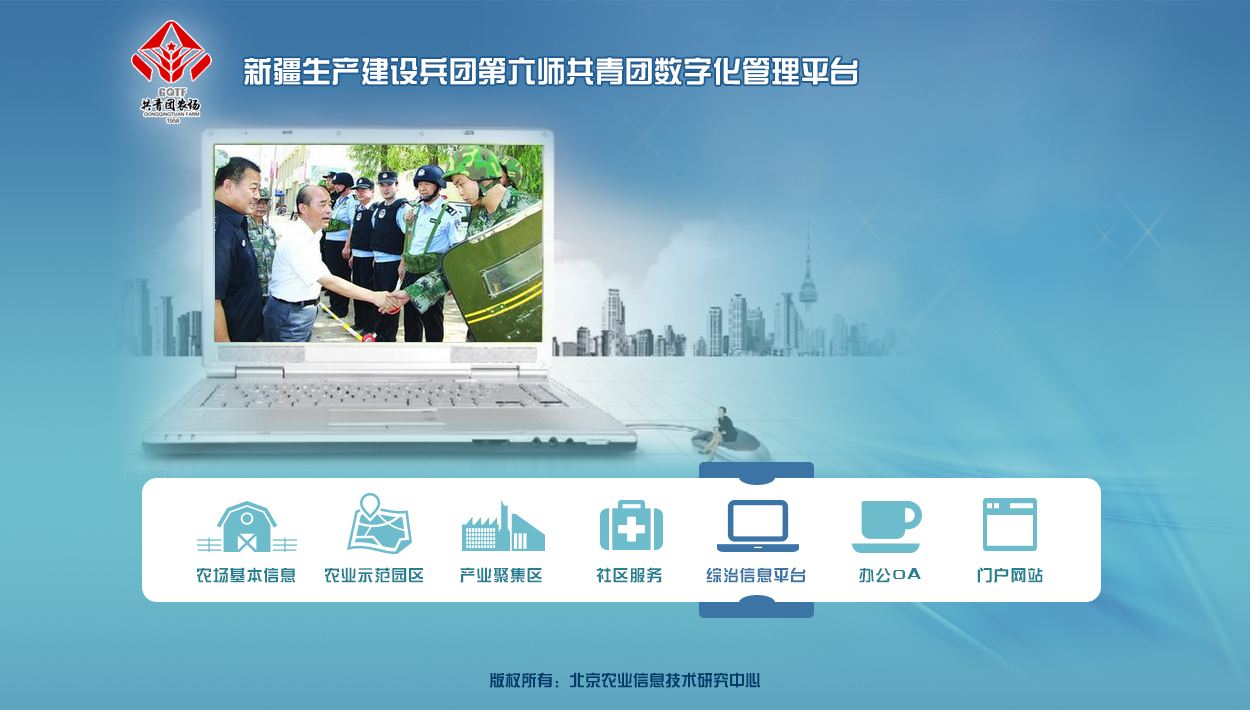 新疆生产建设兵团第六师共青团数字化管理平台
GQTF
共青团农场
GONGQINGTUAN FARM
1958
农场基本信息
农业示范园区
产业聚集区
社区服务
综治信息平台
办公OA
门户网站
版权所有：北京农业信息技术研究中心